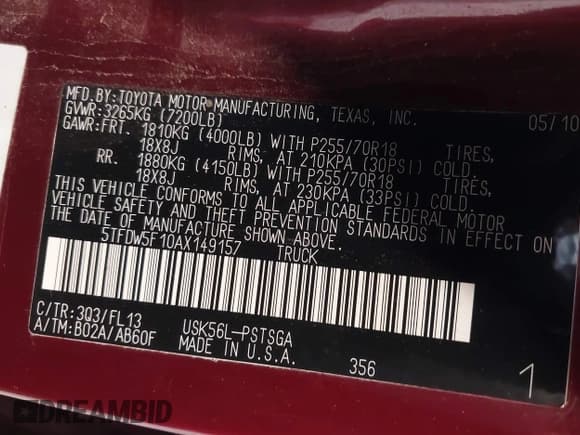 MFD.BY:TOYOTA MOTOR MANUFACTURING, TEXAS, INC. 05/10
GVWR:3265KG (7200LB)
GAWR:FRT. 1810KG (4000LB) WITH P255/70R18 TIRES,
18X8J RIMS, AT 210KPA (30PSI) COLD.
RR. 1880KG (4150LB) WITH P255/70R18 TIRES,
18X8J RIMS, AT 230KPA (33PSI) COLD.
THIS VEHICLE CONFORMS TO ALL APPLICABLE FEDERAL MOTOR
VEHICLE SAFETY AND THEFT PREVENTION STANDARDS IN EFFECT ON
THE DATE OF MANUFACTURE SHOWN ABOVE.
5TFDW5F10AX149157 TRUCK
C/TR:3Q3/FL13 USK56L-PSTSGA
A/TM:B02A/AB60F MADE IN U.S.A. 356 1
DREAMBID